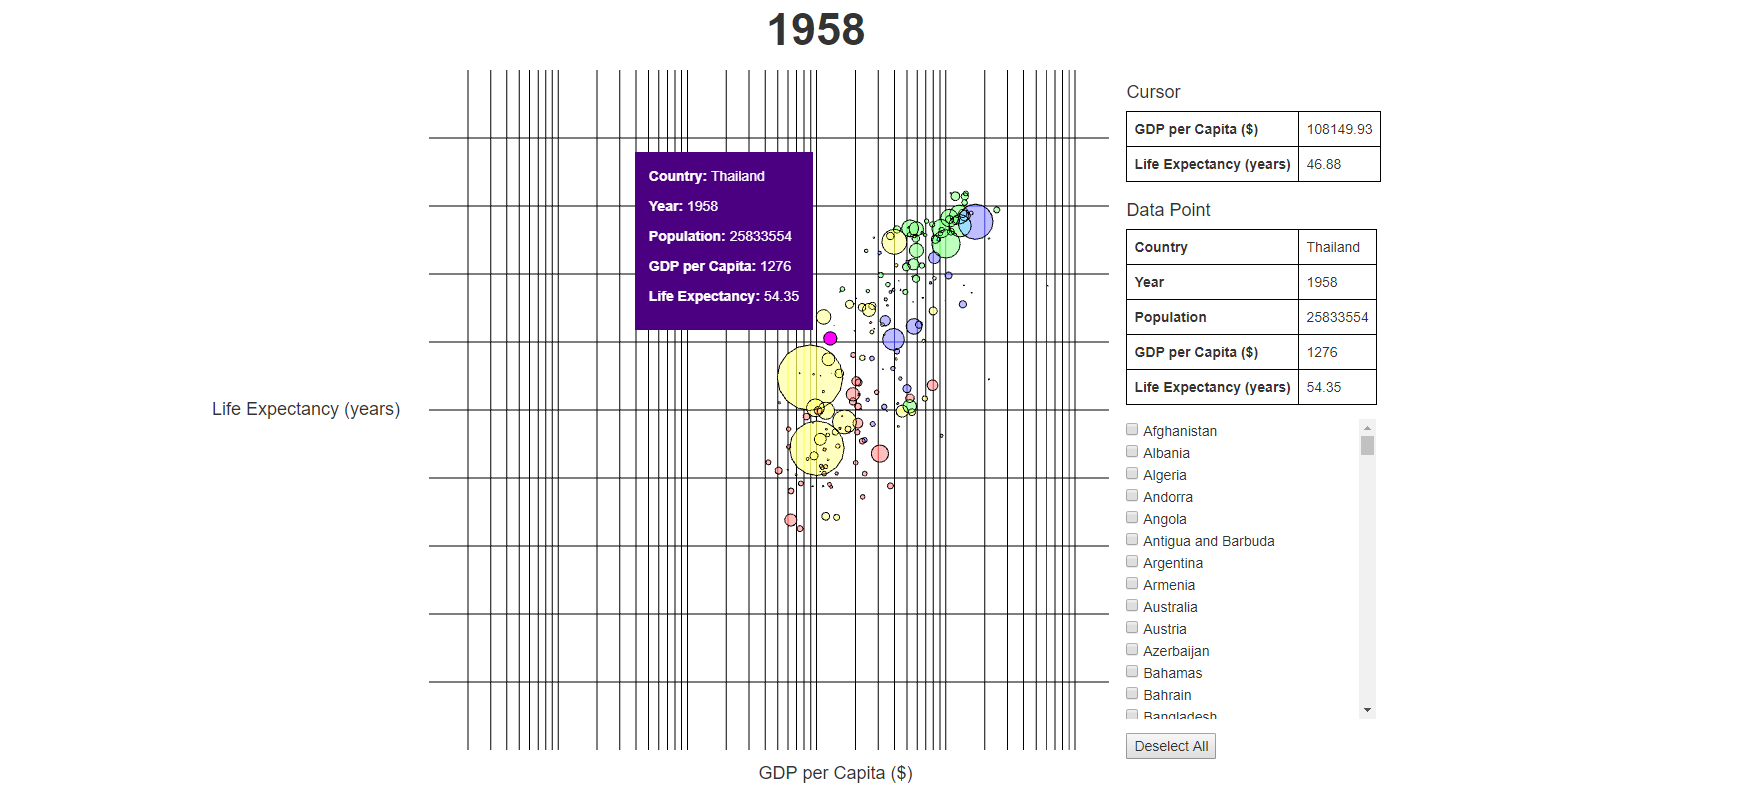 1958
Country: Thailand
Year: 1958
Population: 25833554
GDP per Capita: 1276
Life Expectancy: 54.35
Life Expectancy (years)
GDP per Capita ($)
Cursor
GDP per Capita ($) 108149.93
Life Expectancy (years) 46.88
Data Point
Country Thailand
Year 1958
Population 25833554
GDP per Capita ($) 1276
Life Expectancy (years) 54.35
Afghanistan
Albania
Algeria
Andorra
Angola
Antigua and Barbuda
Argentina
Armenia
Australia
Austria
Azerbaijan
Bahamas
Bahrain
Bangladesh
Deselect All